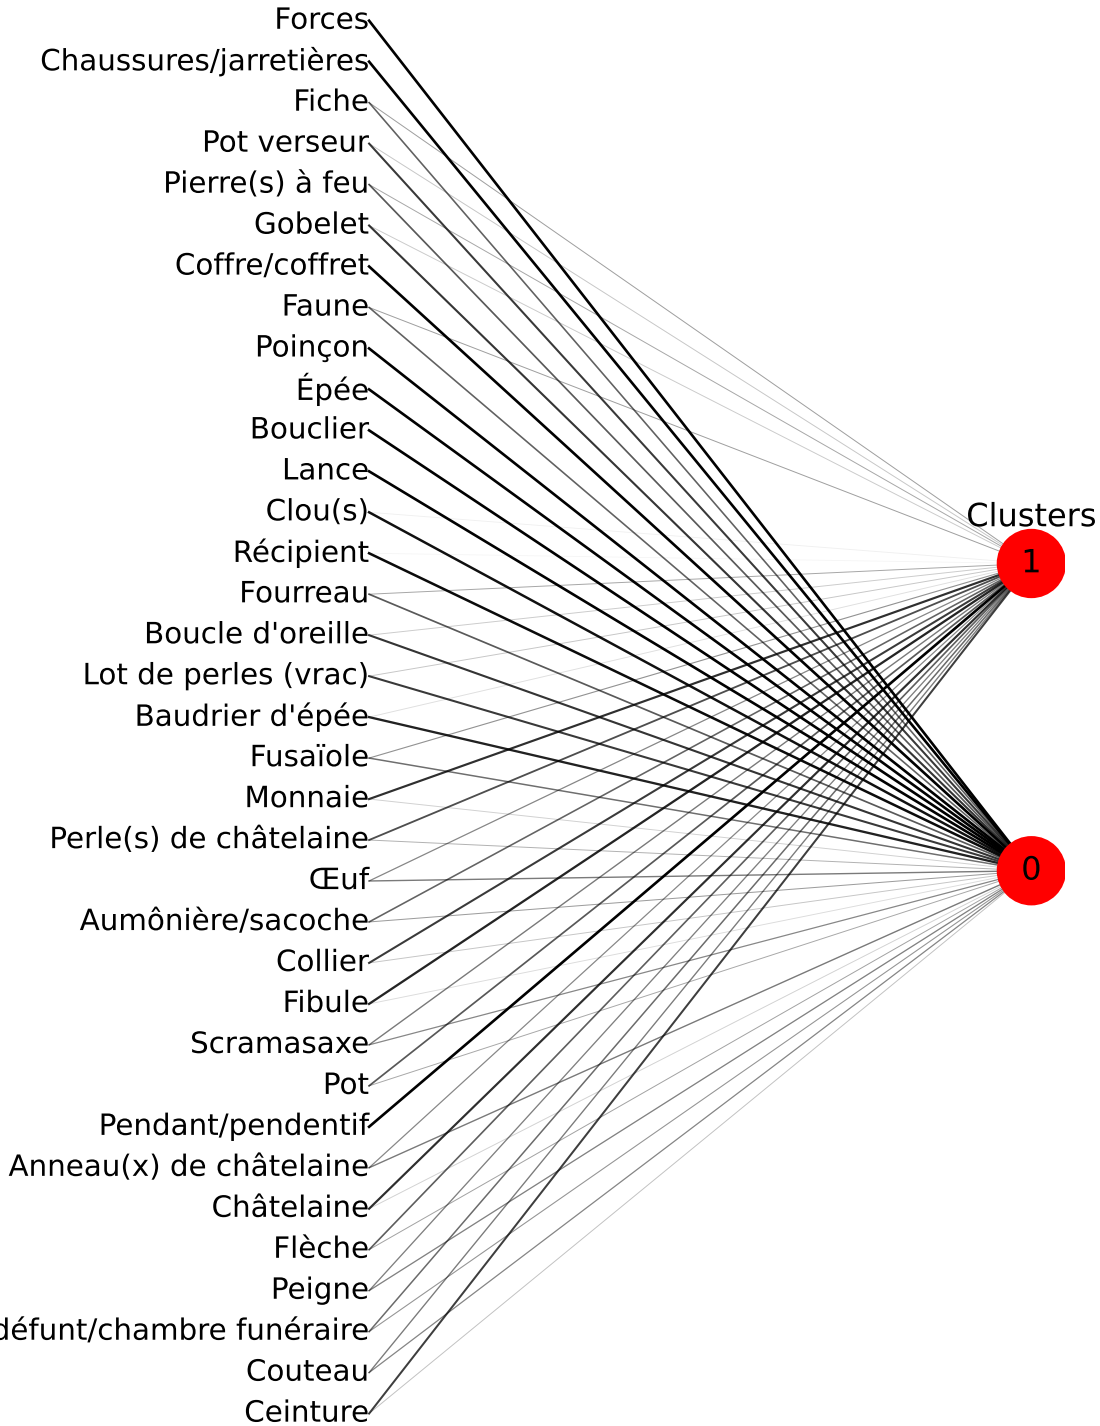 Forces
Chaussures/jarretières
Fiche
Pot verseur
Pierre(s) à feu
Gobelet
Coffre/coffret
Faune
Poinçon
Épée
Bouclier
Lance
Clou(s)
Récipient
Fourreau
Boucle d'oreille
Lot de perles (vrac)
Baudrier d'épée
Fusaïole
Monnaie
Perle(s) de châtelaine
Œuf
Aumônière/sacoche
Collier
Fibule
Scramasaxe
Pot
Pendant/pendentif
Anneau(x) de châtelaine
Châtelaine
Flèche
Peigne
défunt/chambre funéraire
Couteau
Ceinture
Clusters
1
0